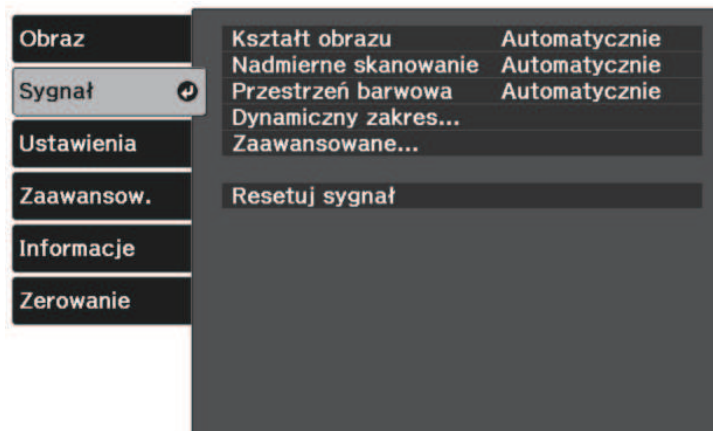 Obraz
Sygnał
Ustawienia
Zaawansow.
Informacje
Zerowanie
Kształt obrazu Automatycznie
Nadmierne skanowanie Automatycznie
Przestrzeń barwowa Automatycznie
Dynamiczny zakres...
Zaawansowane...
Resetuj sygnał